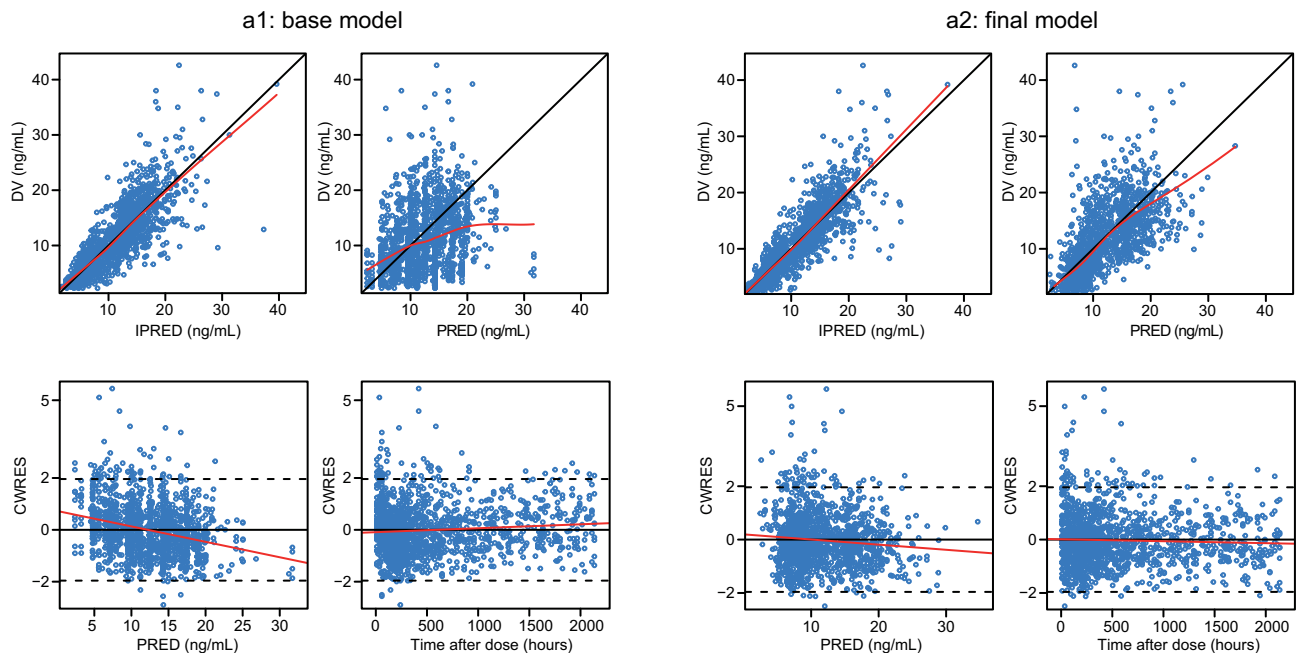 a1: base model
a2: final model
DV (ng/mL)
40
30
20
10
0 10 20 30 40
IPRED (ng/mL)
DV (ng/mL)
40
30
20
10
10 20 30 40
PRED (ng/mL)
DV (ng/mL)
40
30
20
10
10 20 30 40
IPRED (ng/mL)
DV (ng/mL)
40
30
20
10
10 20 30 40
PRED (ng/mL)
CWRES
5
2
0
−2
5 10 15 20 25 30
PRED (ng/mL)
CWRES
5
2
0
−2
0 500 1000 1500 2000
Time after dose (hours)
CWRES
5
2
0
−2
10 20 30
PRED (ng/mL)
CWRES
5
2
0
−2
0 500 1000 1500 2000
Time after dose (hours)